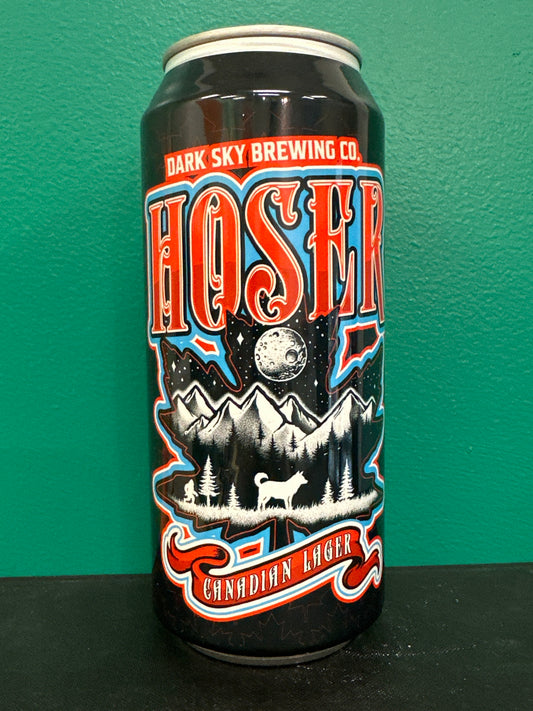 DARK SKY BREWING CO.
HOSER
CANADIAN LAGER